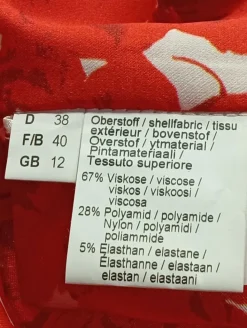 D 38
F/B 40
GB 12
Oberstoff / shellfabric / tissu
extérieur / bovenstof /
Overstof / ytmaterial /
Pintamateriaali /
Tessuto superiore
67% Viskose / viscose /
viskos / viskoosi /
viscosa
28% Polyamid / polyamide /
Nylon / polyamidi /
poliammide
5% Elasthan / elastane /
Élasthanne / elastaan /
elastan / elastaani